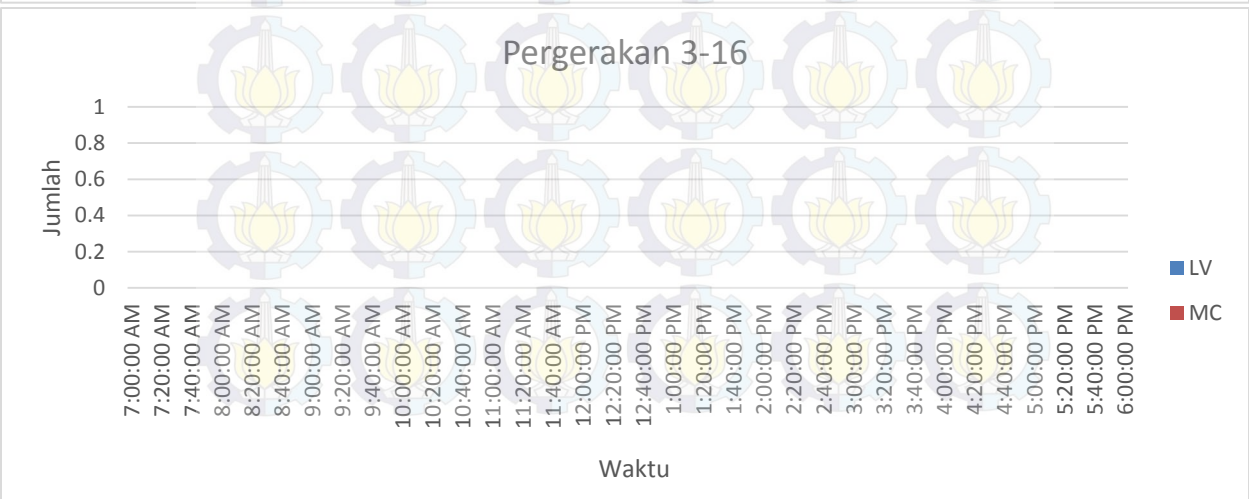 Pergerakan 3-16
1
0.8
0.6
0.4
0.2
0
Jumlah
LV
MC
7:00:00 AM
7:20:00 AM
7:40:00 AM
8:00:00 AM
8:20:00 AM
8:40:00 AM
9:00:00 AM
9:20:00 AM
9:40:00 AM
10:00:00 AM
10:20:00 AM
10:40:00 AM
11:00:00 AM
11:20:00 AM
11:40:00 AM
12:00:00 PM
12:20:00 PM
12:40:00 PM
1:00:00 PM
1:20:00 PM
1:40:00 PM
2:00:00 PM
2:20:00 PM
2:40:00 PM
3:00:00 PM
3:20:00 PM
3:40:00 PM
4:00:00 PM
4:20:00 PM
4:40:00 PM
5:00:00 PM
5:20:00 PM
5:40:00 PM
6:00:00 PM
Waktu